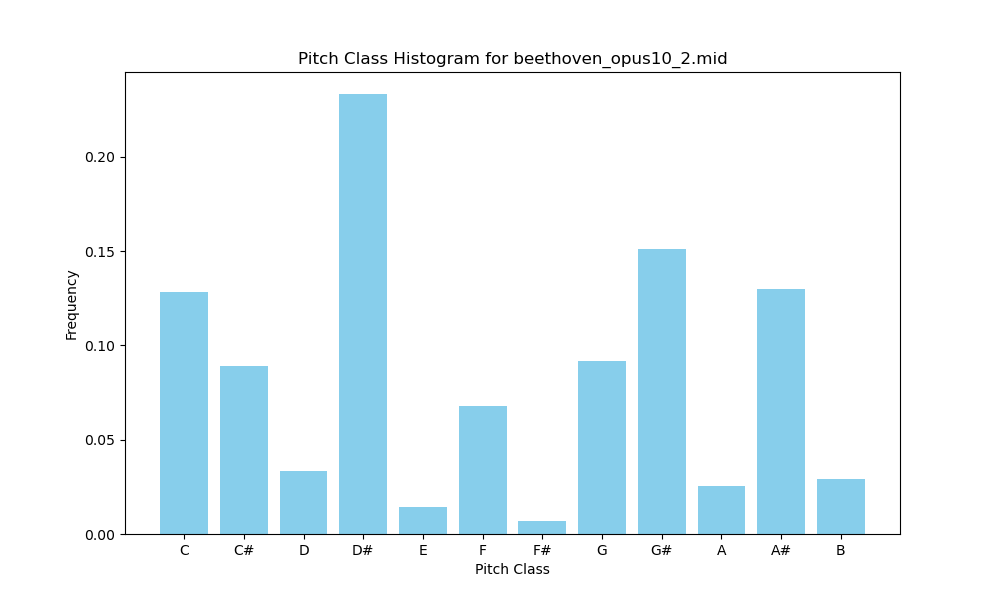 Pitch Class Histogram for beethoven_opus10_2.mid
Frequency
0.20
0.15
0.10
0.05
0.00
C C# D D# E F F# G G# A A# B
Pitch Class